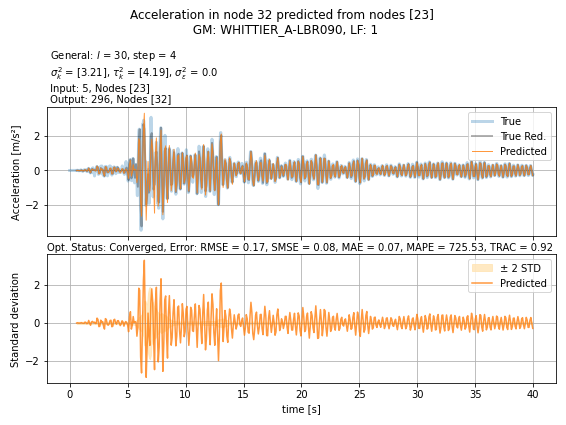 Acceleration in node 32 predicted from nodes [23]
GM: WHITTIER_A-LBR090, LF: 1
General: l = 30, step = 4
σ²ₖ = [3.21], τ²ₖ = [4.19], σ²ε = 0.0
Input: 5, Nodes [23]
Output: 296, Nodes [32]
Acceleration [m/s²]
2
0
−2
True
True Red.
Predicted
Opt. Status: Converged, Error: RMSE = 0.17, SMSE = 0.08, MAE = 0.07, MAPE = 725.53, TRAC = 0.92
Standard deviation
2
0
−2
± 2 STD
Predicted
0 5 10 15 20 25 30 35 40
time [s]